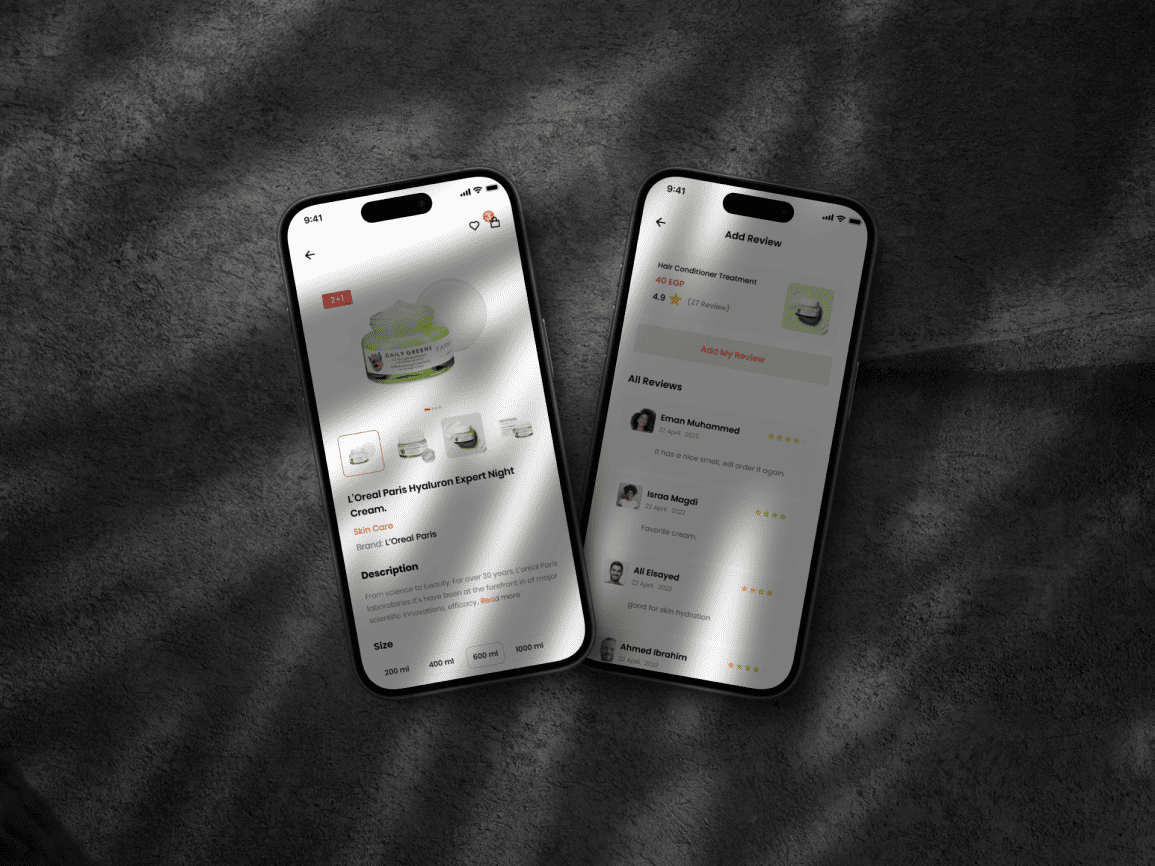 9:41
2+1
DAILY GREENS
L'Oreal Paris Hyaluron Expert Night
Cream.
Skin Care
Brand: L'Oreal Paris
Description
From science to beauty. For over 30 years, L'oréal Paris
laboratories it's have been at the forefront in of major
scientific innovations, efficacy. Read more
Size
200 ml
400 ml
600 ml
1000 ml
9:41
Add Review
Hair Conditioner Treatment
40 EGP
4.9
(27 Review)
Add My Review
All Reviews
Eman Muhammed
22 April, 2022
it has a nice smell, will order it again.
Israa Magdi
22 April, 2022
Favorite cream.
Ali Elsayed
22 April, 2022
good for skin hydration
Ahmed Ibrahim
22 April, 2022